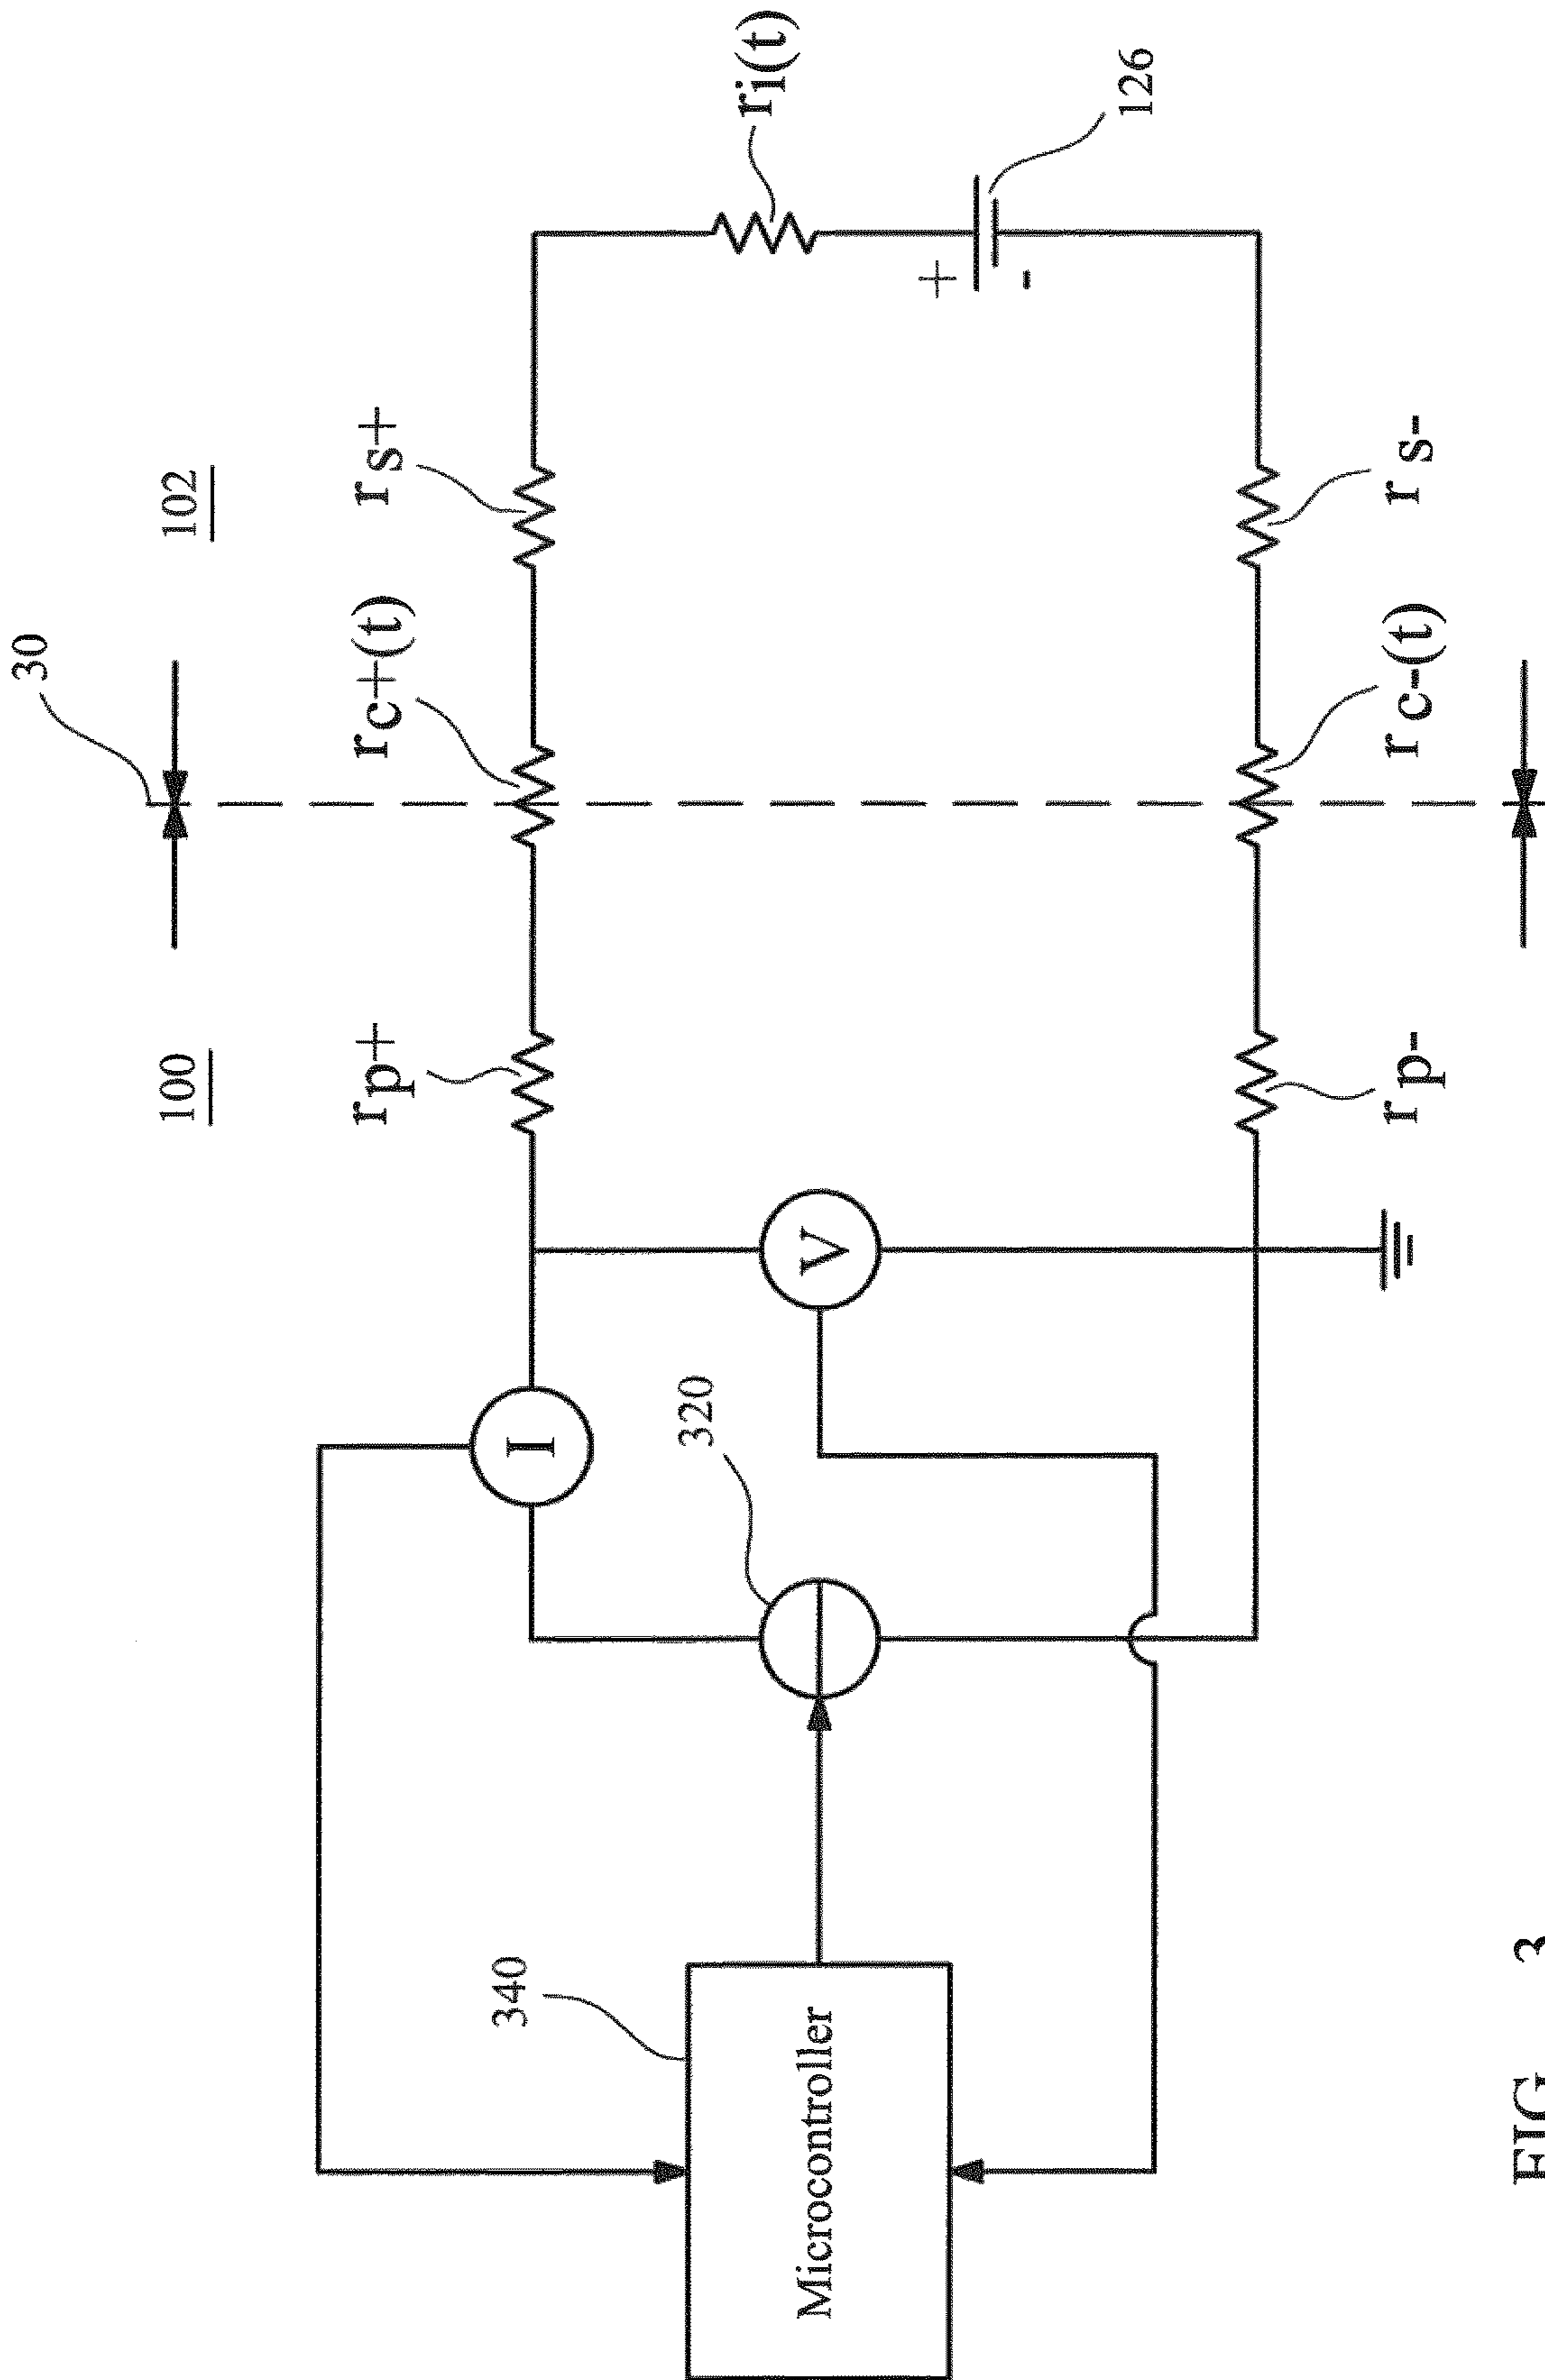 30
100
102
rp+
rc+(t)
rs+
I
ri(t)
340
320
Microcontroller
V
+
-
126
rp-
rc-(t)
rs-
FIG. 3